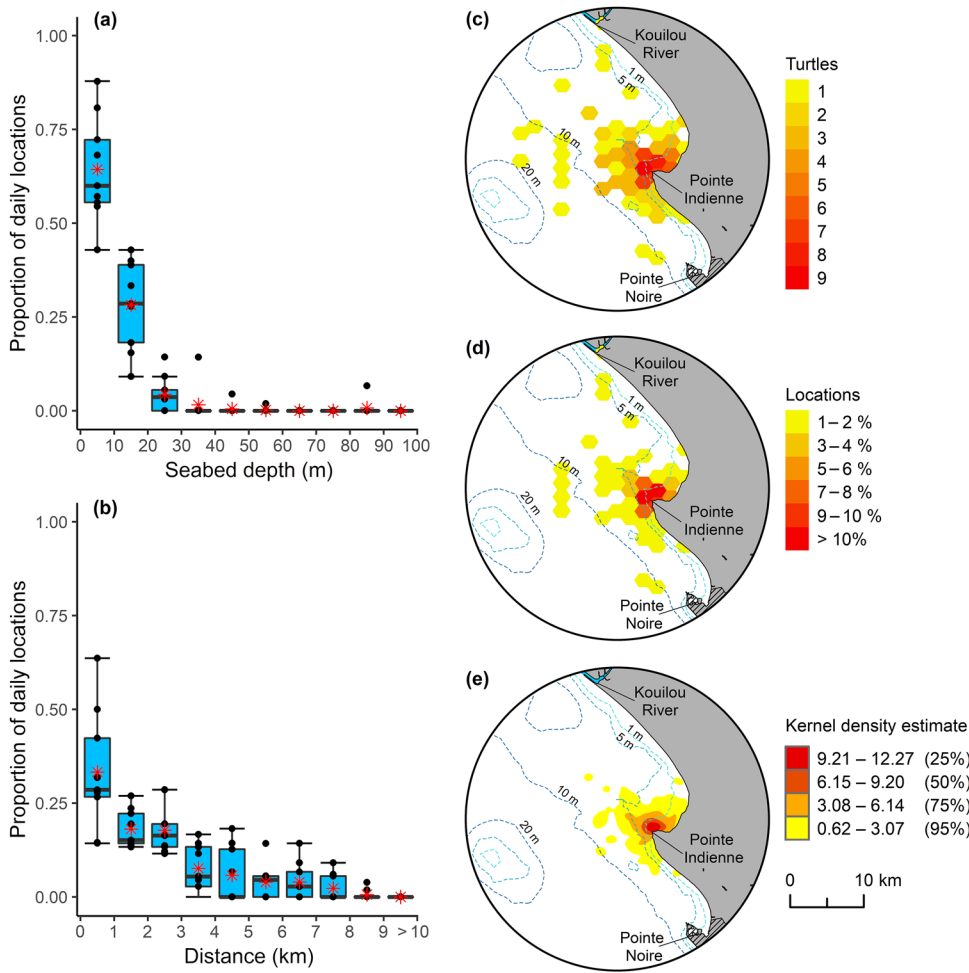 (a)
Proportion of daily locations
1.00
0.75
0.50
0.25
0.00
0 10 20 30 40 50 60 70 80 90 100
Seabed depth (m)
(b)
Proportion of daily locations
1.00
0.75
0.50
0.25
0.00
0 1 2 3 4 5 6 7 8 9 >10
Distance (km)
(c)
Kouilou
River
1 m
5 m
10 m
20 m
Pointe
Indienne
Pointe
Noire
Turtles
1
2
3
4
5
6
7
8
9
(d)
Kouilou
River
1 m
5 m
10 m
20 m
Pointe
Indienne
Pointe
Noire
Locations
1–2 %
3–4 %
5–6 %
7–8 %
9–10 %
> 10%
(e)
Kouilou
River
1 m
5 m
10 m
20 m
Pointe
Indienne
Pointe
Noire
Kernel density estimate
9.21 – 12.27 (25%)
6.15 – 9.20 (50%)
3.08 – 6.14 (75%)
0.62 – 3.07 (95%)
0 10 km